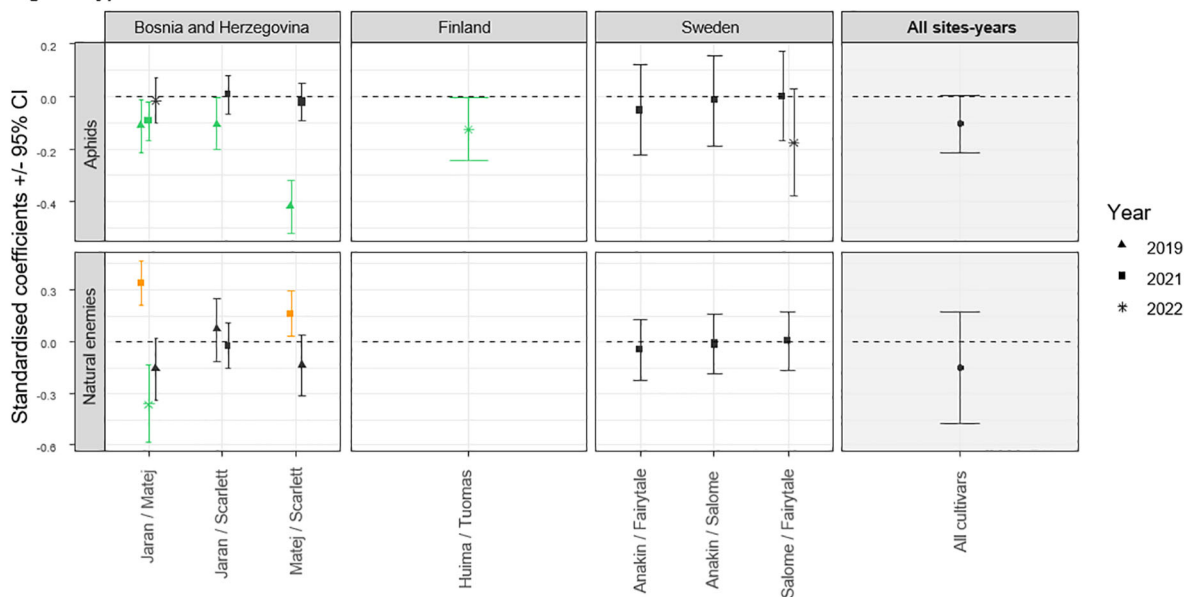 Bosnia and Herzegovina
Finland
Sweden
All sites-years
Standardised coefficients +/- 95% CI
Aphids
0.2
0.0
-0.2
-0.4
Natural enemies
0.3
0.0
-0.3
-0.6
Jaran / Matej
Jaran / Scarlett
Matej / Scarlett
Huima / Tuomas
Anakin / Fairytale
Anakin / Salome
Salome / Fairytale
All cultivars
Year
2019
2021
2022